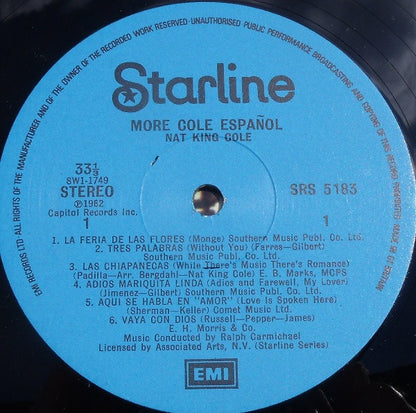 EMI RECORDS LTD·ALL RIGHTS OF THE MANUFACTURER AND OF THE OWNER OF THE RECORDED WORK RESERVED·UNAUTHORISED PUBLIC PERFORMANCE BROADCASTING AND COPYING OF THIS RECORD PROHIBITED·MADE IN GT BRITAIN
Starline
MORE COLE ESPAÑOL
NAT KING COLE
33⅓
SW1-1749
STEREO
SRS 5183
℗1962
Capitol Records Inc.
1
1
1. LA FERIA DE LAS FLORES (Monge) Southern Music Publ. Co. Ltd.
2. TRES PALABRAS (Without You) (Farres—Gilbert)
Southern Music Publ. Co. Ltd.
3. LAS CHIAPANECAS (While There's Music There's Romance)
(Padilla—Arr. Bergdahl—Nat King Cole) E. B. Marks, MCPS
4. ADIOS MARIQUITA LINDA (Adios and Farewell, My Lover)
(Jimenez—Gilbert) Southern Music Publ. Co. Ltd.
5. AQUI SE HABLA EN "AMOR" (Love Is Spoken Here)
(Sherman—Keller) Comet Music Ltd.
6. VAYA CON DIOS (Russell—Pepper—James)
E. H. Morris & Co.
Music Conducted by Ralph Carmichael
Licensed by Associated Arts, N.V. (Starline Series)
EMI